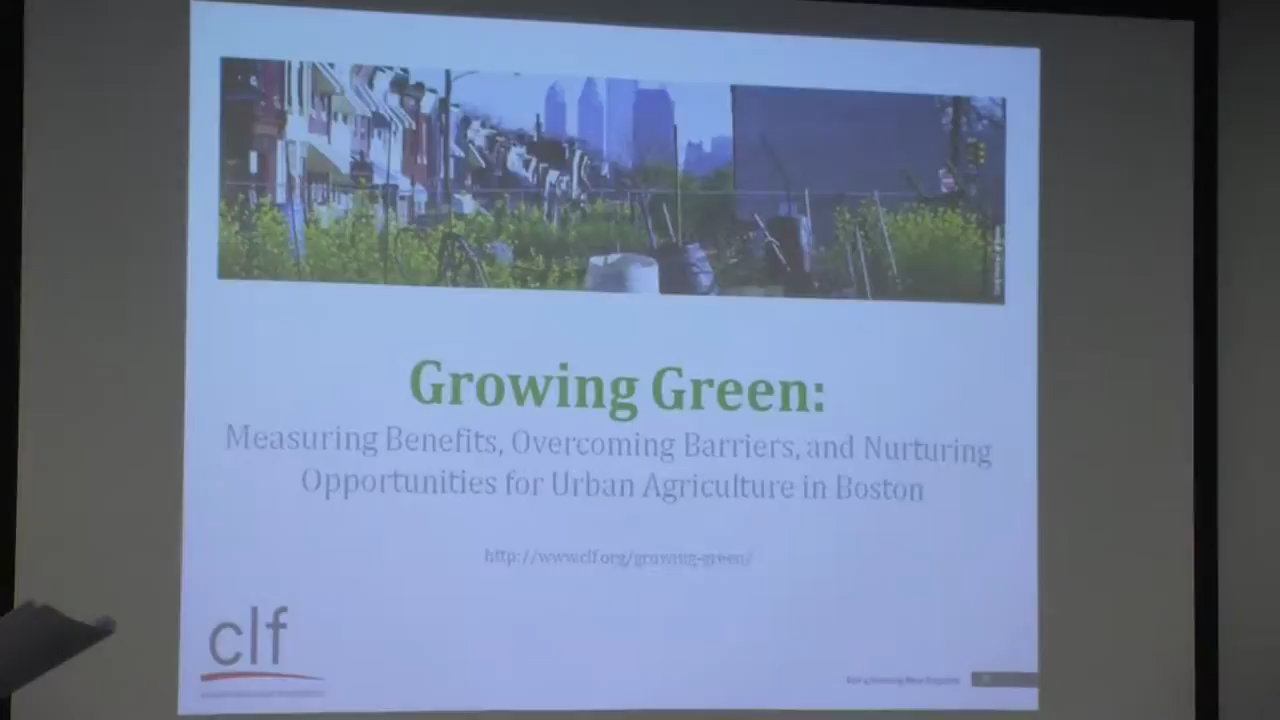 Growing Green:
Measuring Benefits, Overcoming Barriers, and Nurturing
Opportunities for Urban Agriculture in Boston
http://www.clf.org/growing-green/
clf